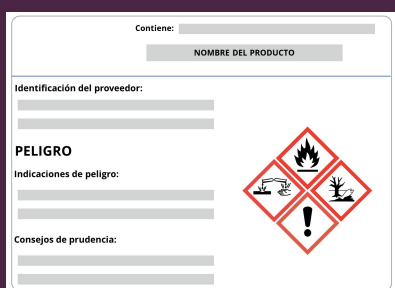 Contiene:
NOMBRE DEL PRODUCTO
Identificación del proveedor:
PELIGRO
Indicaciones de peligro:
Consejos de prudencia: